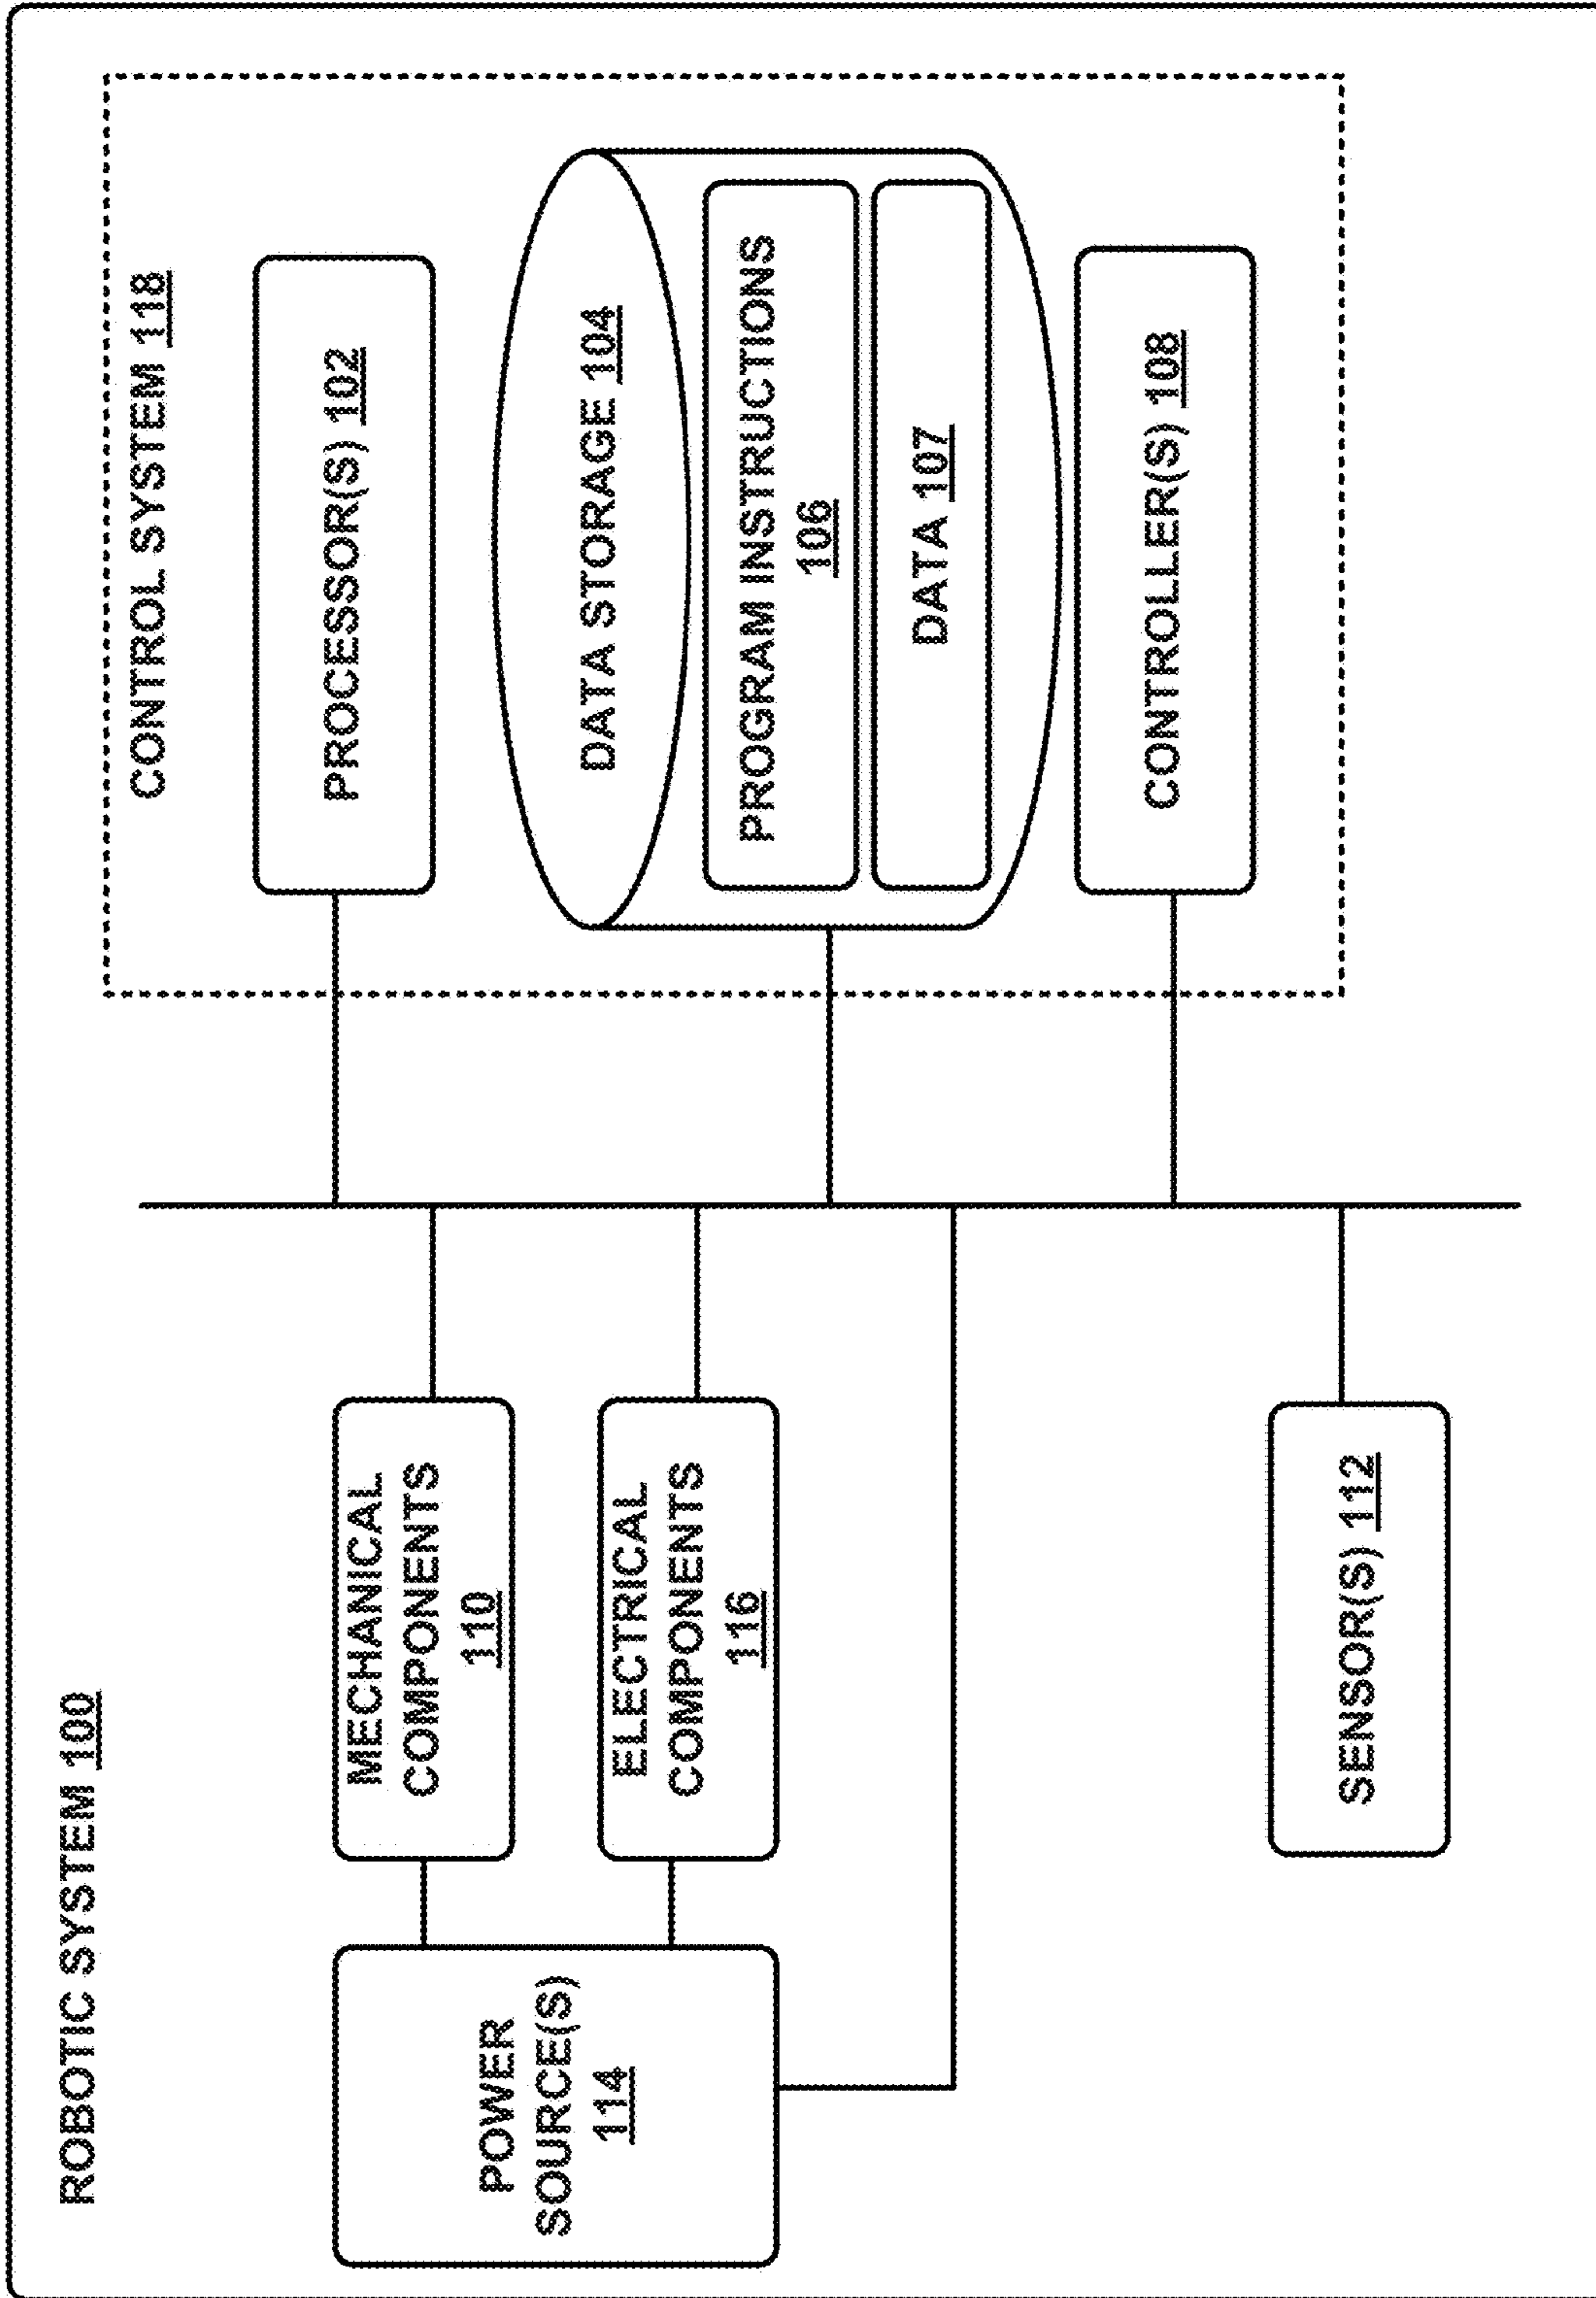 ROBOTIC SYSTEM 100
CONTROL SYSTEM 118
PROCESSOR(S) 102
DATA STORAGE 104
PROGRAM INSTRUCTIONS
106
DATA 107
CONTROLLER(S) 108
MECHANICAL
COMPONENTS
110
ELECTRICAL
COMPONENTS
116
POWER
SOURCE(S)
114
SENSOR(S) 112